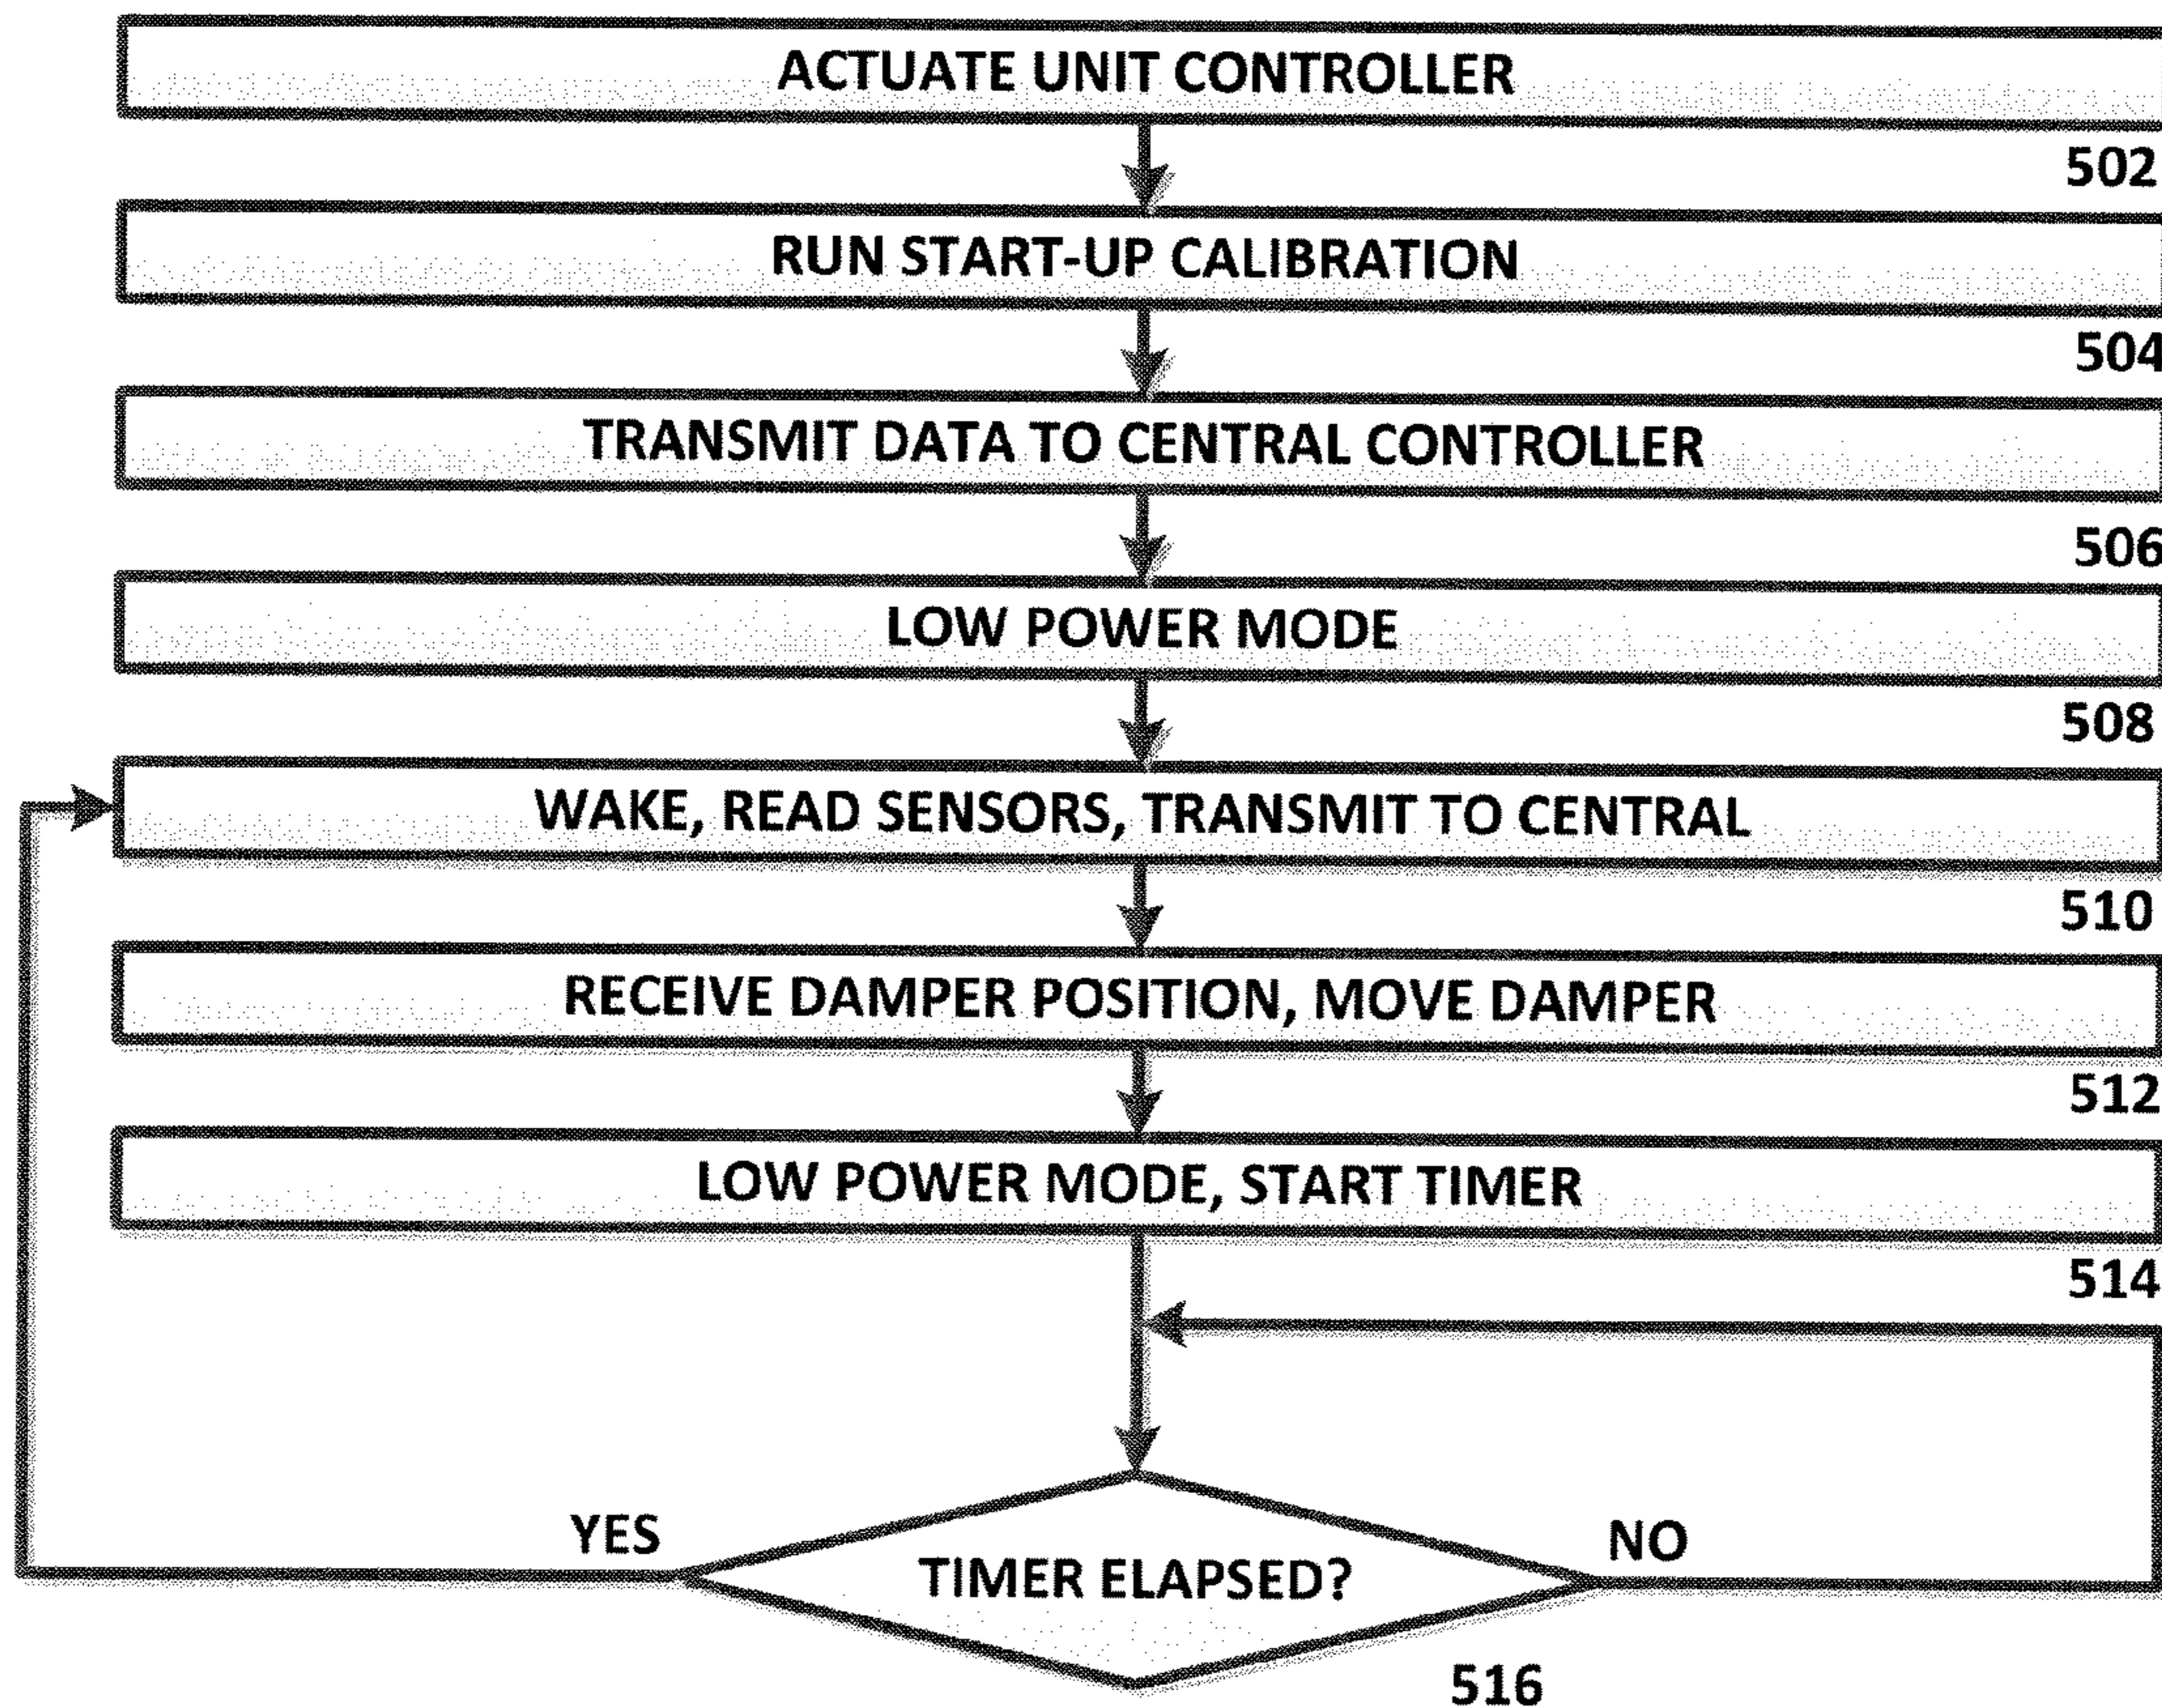 ACTUATE UNIT CONTROLLER
502
RUN START-UP CALIBRATION
504
TRANSMIT DATA TO CENTRAL CONTROLLER
506
LOW POWER MODE
508
WAKE, READ SENSORS, TRANSMIT TO CENTRAL
510
RECEIVE DAMPER POSITION, MOVE DAMPER
512
LOW POWER MODE, START TIMER
514
YES
NO
TIMER ELAPSED?
516